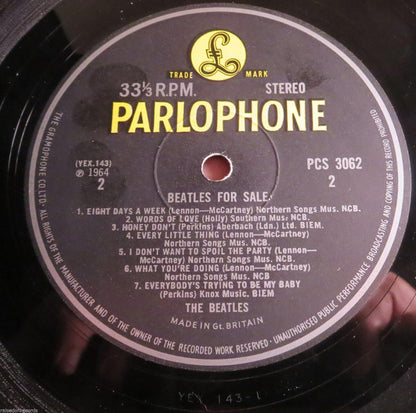 £
TRADE MARK
33⅓ R.P.M. STEREO
PARLOPHONE
(YEX.143)
℗ 1964
2
PCS 3062
2
BEATLES FOR SALE
1. EIGHT DAYS A WEEK (Lennon—McCartney) Northern Songs Mus. NCB.
2. WORDS OF LOVE (Holly) Southern Mus. NCB.
3. HONEY DON'T (Perkins) Aberbach (Ldn.) Ltd. BIEM.
4. EVERY LITTLE THING (Lennon—McCartney)
Northern Songs Mus. NCB.
5. I DON'T WANT TO SPOIL THE PARTY (Lennon—
McCartney) Northern Songs Mus. NCB.
6. WHAT YOU'RE DOING (Lennon—McCartney)
Northern Songs Mus. NCB.
7. EVERYBODY'S TRYING TO BE MY BABY
(Perkins) Knox Music. BIEM
THE BEATLES
MADE IN Gt. BRITAIN
THE GRAMOPHONE CO. LTD. ALL RIGHTS OF THE MANUFACTURER AND OF THE OWNER OF THE RECORDED WORK RESERVED · UNAUTHORISED PUBLIC PERFORMANCE BROADCASTING AND COPYING OF THIS RECORD PROHIBITED
YEX 143-1